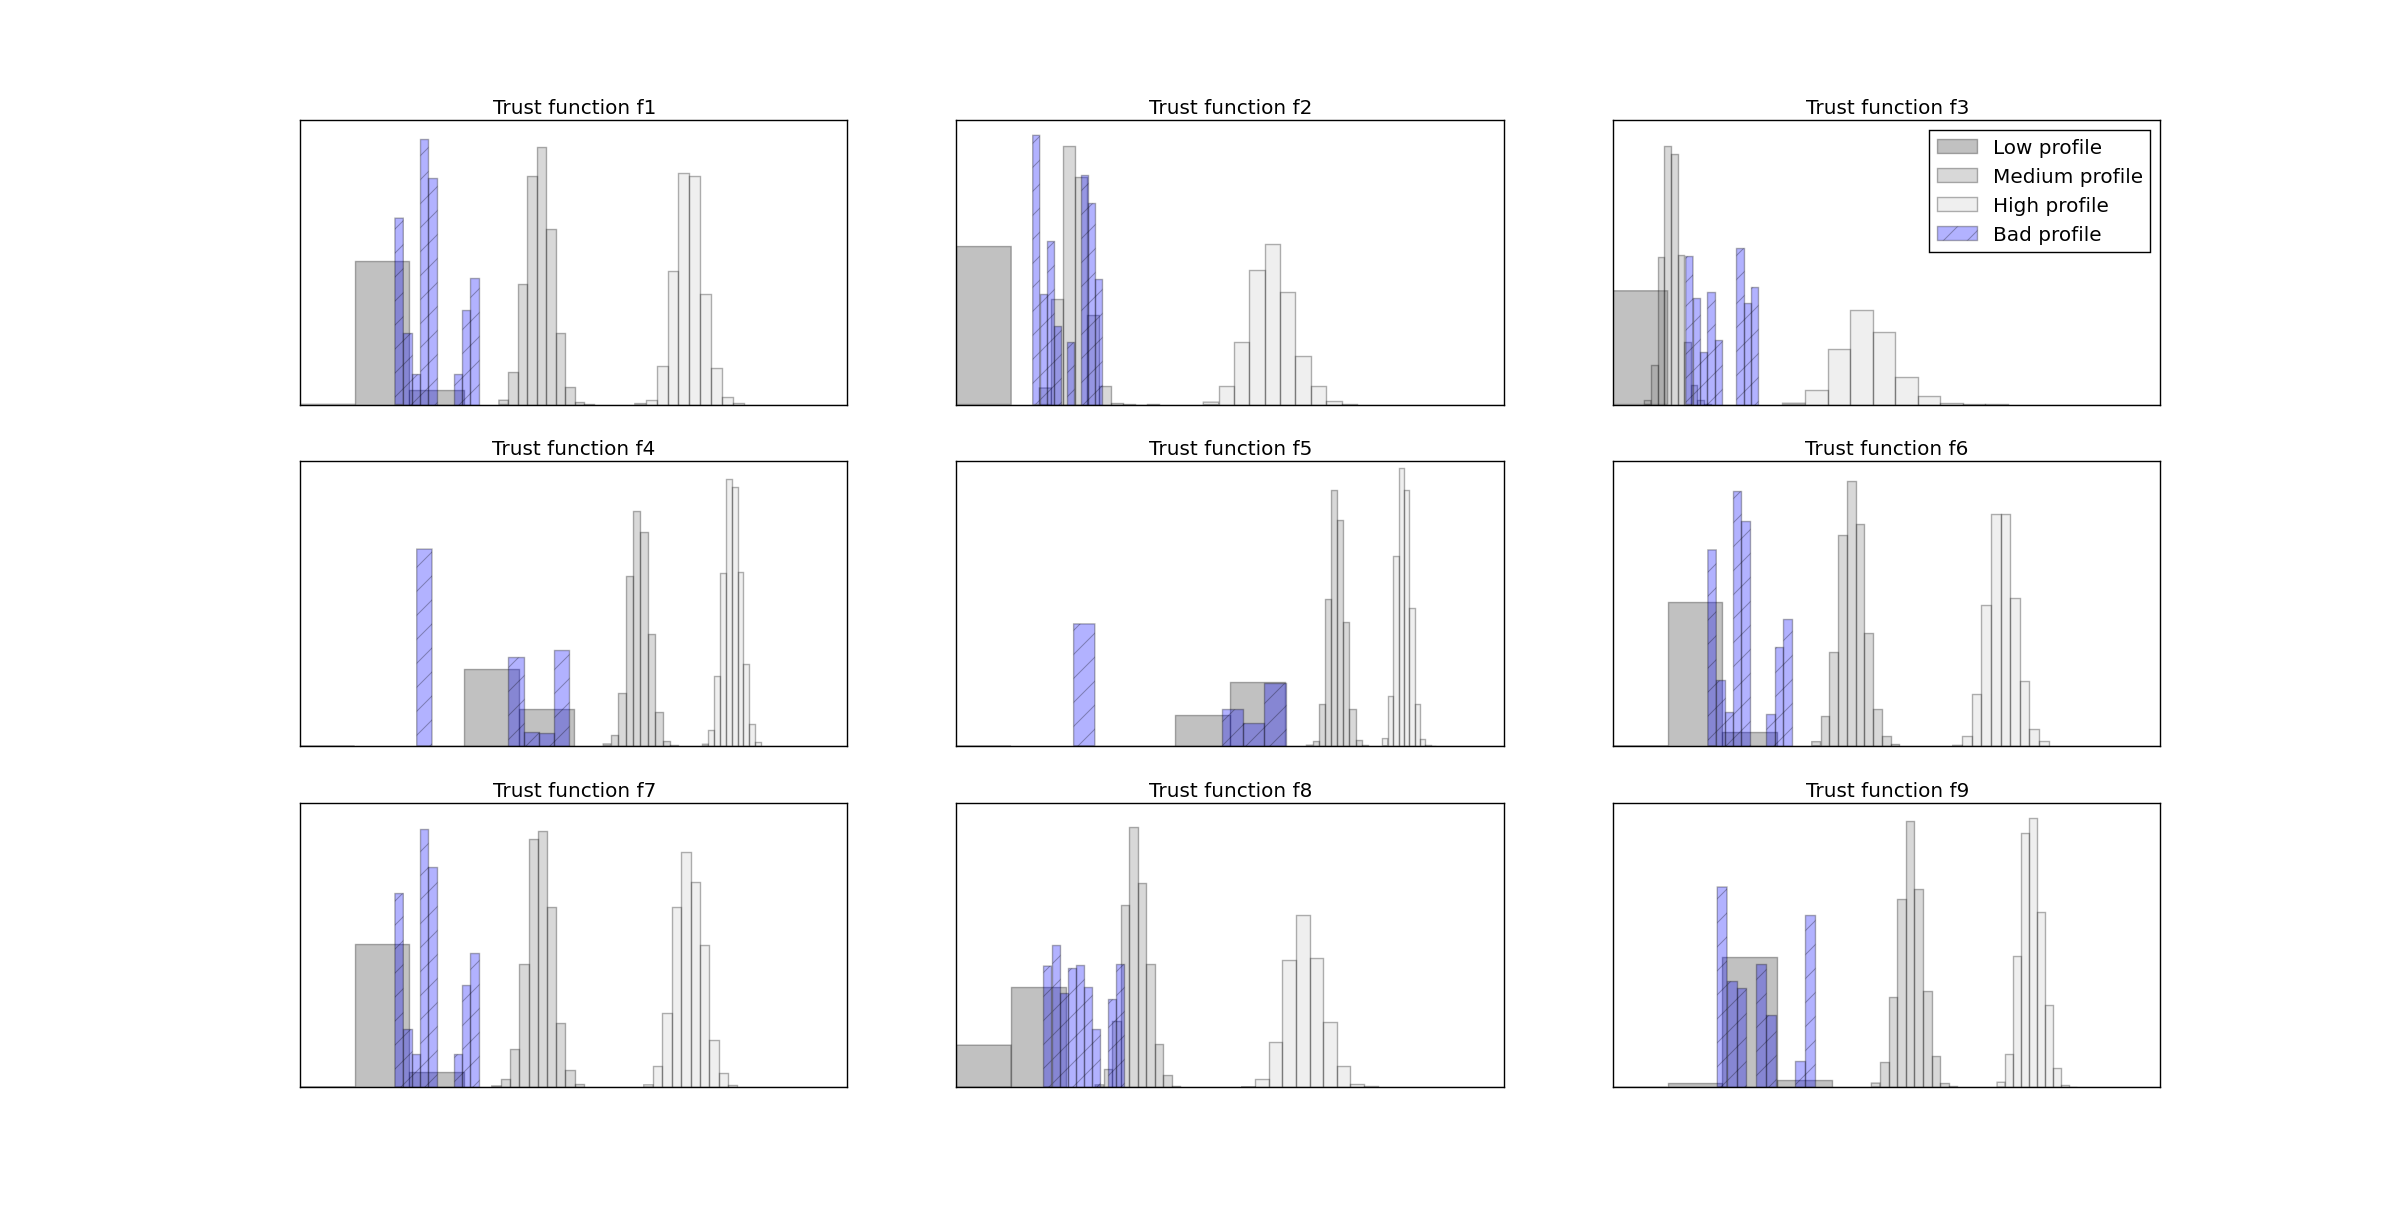 Trust function f1
Trust function f2
Trust function f3
Low profile
Medium profile
High profile
Bad profile
Trust function f4
Trust function f5
Trust function f6
Trust function f7
Trust function f8
Trust function f9